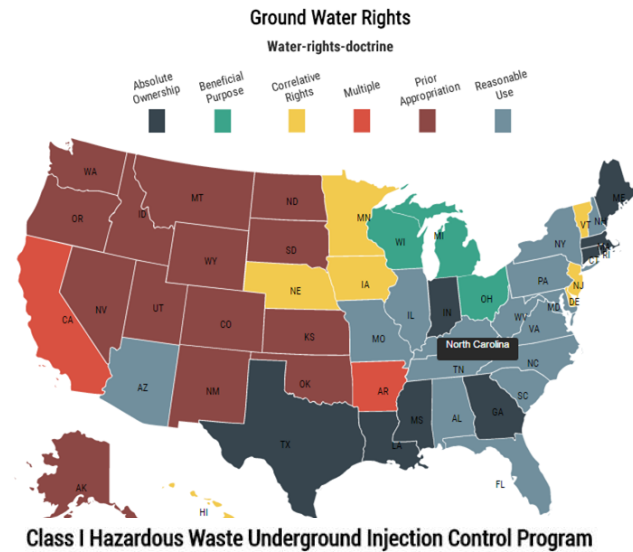 Ground Water Rights
Water-rights-doctrine
Absolute
Ownership
Beneficial
Purpose
Correlative
Rights
Multiple
Prior
Appropriation
Reasonable
Use
WA
MT
ND
MN
ME
OR
ID
SD
WI
MI
VT
NH
NY
WY
NE
IA
PA
CT
RI
NJ
NV
UT
CO
IL
IN
OH
DE
MD
CA
KS
MO
WV
VA
North Carolina
AZ
NM
OK
AR
TN
NC
SC
TX
LA
MS
AL
GA
FL
AK
HI
Class I Hazardous Waste Underground Injection Control Program